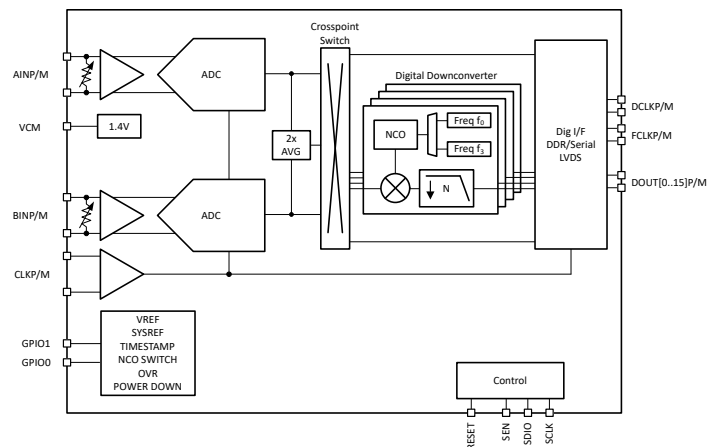 Crosspoint
Switch
AINP/M
ADC
Digital Downconverter
VCM
1.4V
2x
AVG
NCO
Freq f0
Freq f3
Dig I/F
DDR/Serial
LVDS
DCLKP/M
FCLKP/M
DOUT[0..15]P/M
N
BINP/M
ADC
CLKP/M
GPIO1
GPIO0
VREF
SYSREF
TIMESTAMP
NCO SWITCH
OVR
POWER DOWN
Control
RESET
SEN
SDIO
SCLK